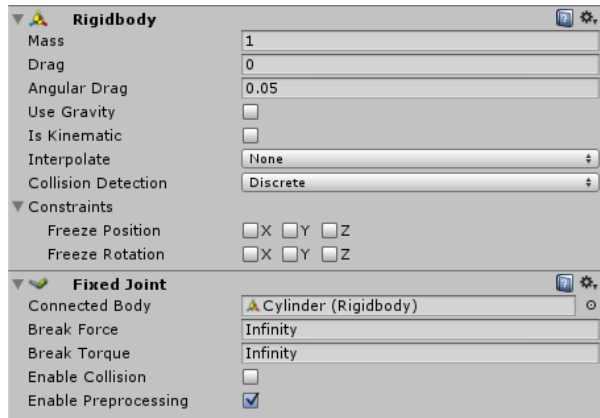 Rigidbody
Mass 1
Drag 0
Angular Drag 0.05
Use Gravity
Is Kinematic
Interpolate None
Collision Detection Discrete
Constraints
Freeze Position X Y Z
Freeze Rotation X Y Z
Fixed Joint
Connected Body Cylinder (Rigidbody)
Break Force Infinity
Break Torque Infinity
Enable Collision
Enable Preprocessing